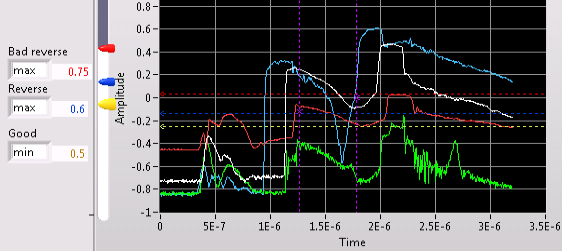 Bad reverse
max 0.75
Reverse
max 0.6
Good
min 0.5
Amplitude
0.8
0.6
0.4
0.2
0
-0.2
-0.4
-0.6
-0.8
-1
0 5E-7 1E-6 1.5E-6 2E-6 2.5E-6 3E-6 3.5E-6
Time